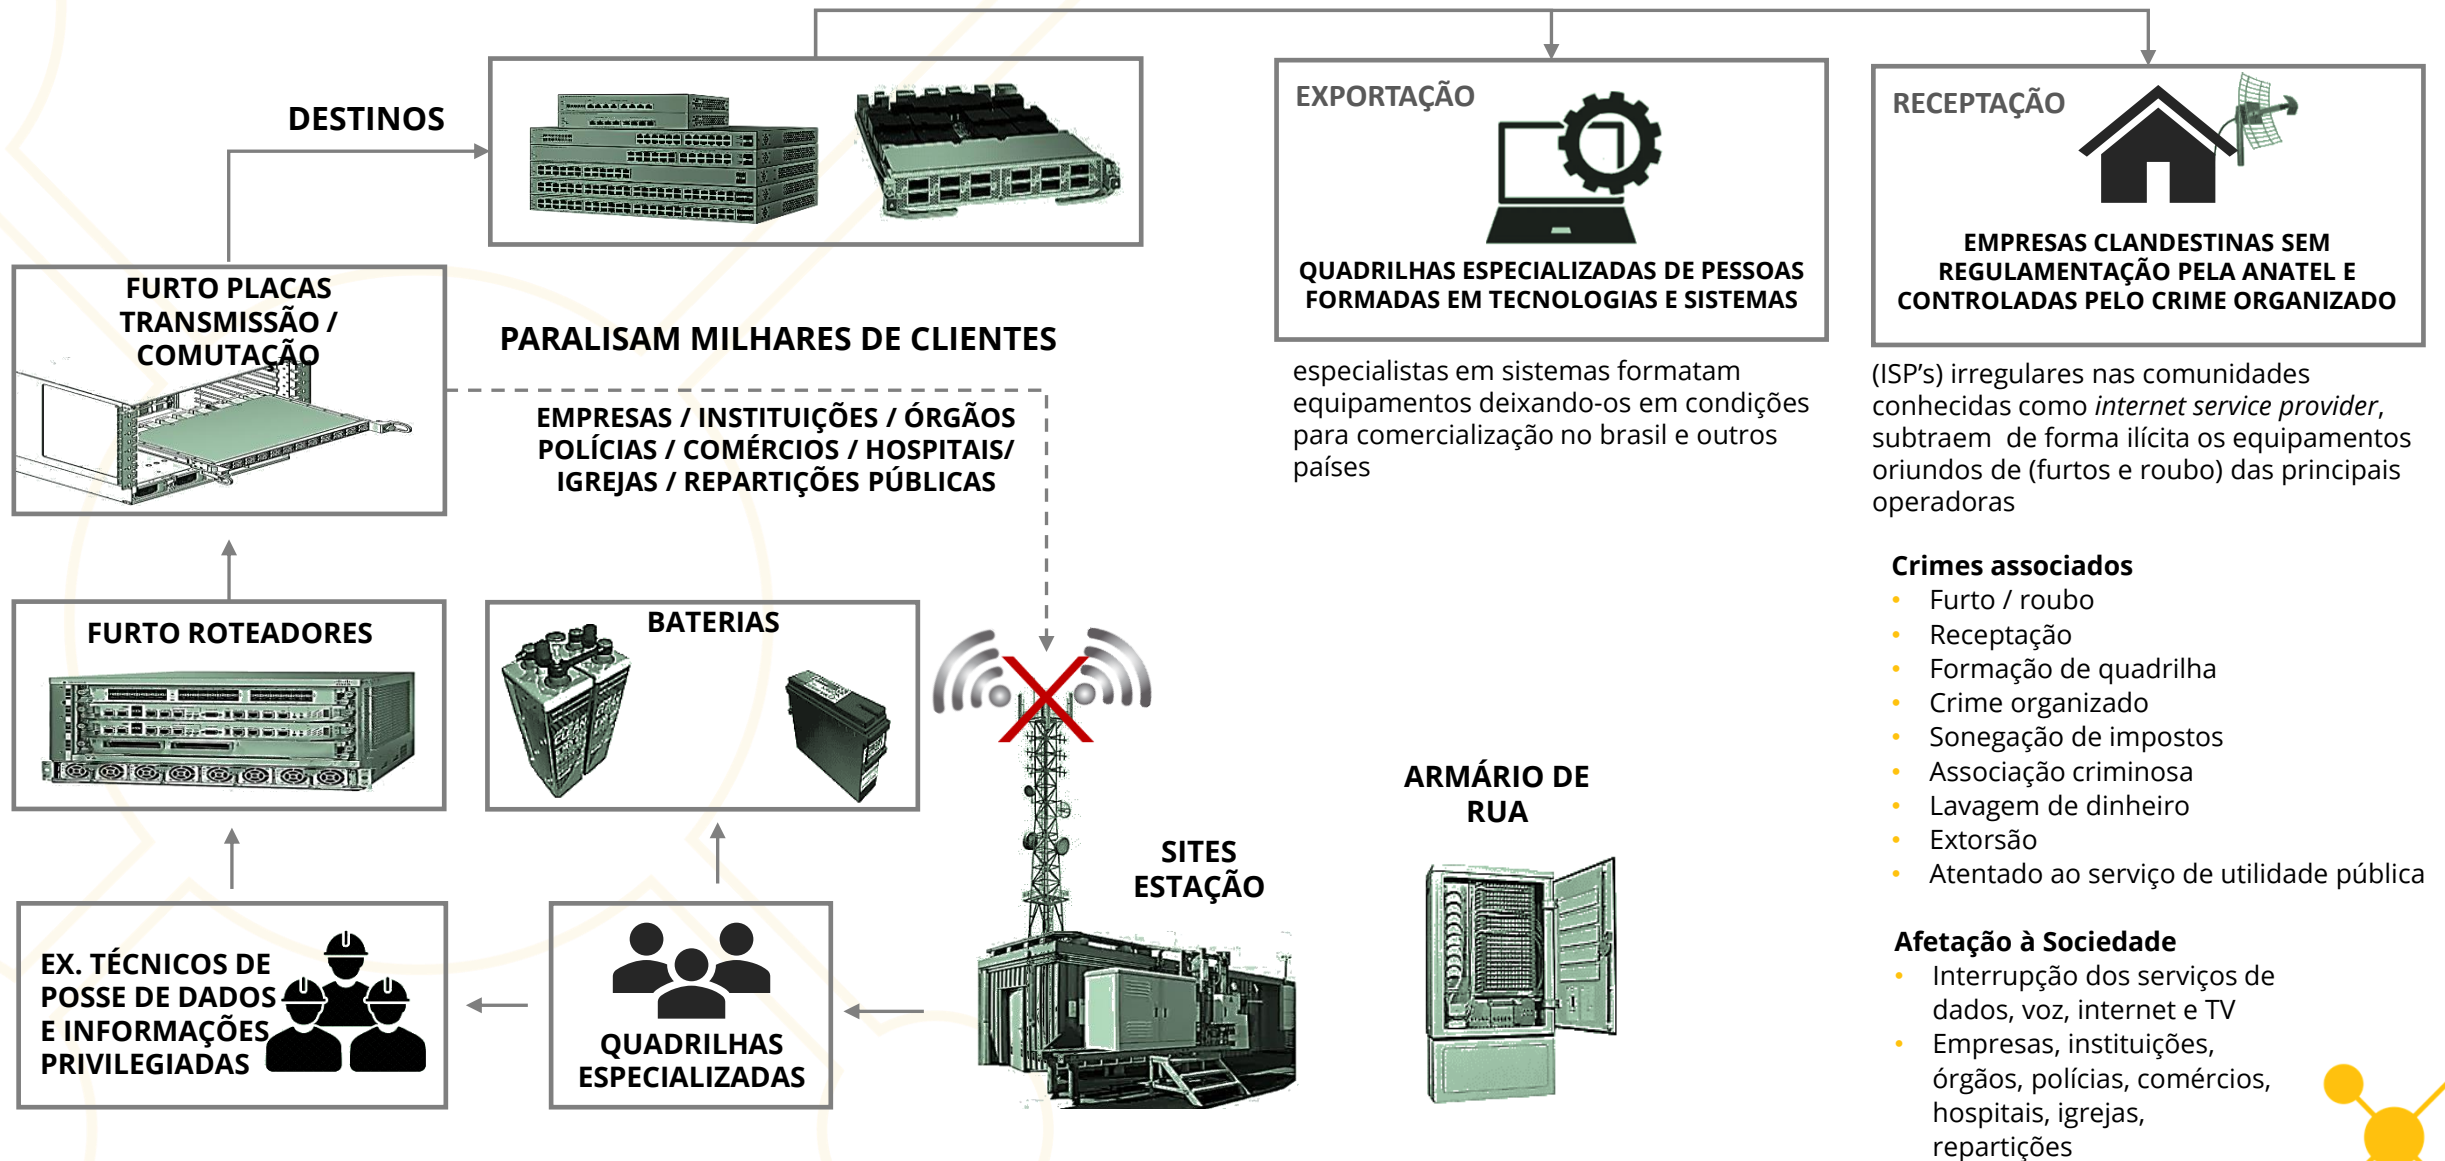 DESTINOS
EXPORTAÇÃO
QUADRILHAS ESPECIALIZADAS DE PESSOAS
FORMADAS EM TECNOLOGIAS E SISTEMAS
especialistas em sistemas formatam
equipamentos deixando-os em condições
para comercialização no brasil e outros
países
RECEPTAÇÃO
EMPRESAS CLANDESTINAS SEM
REGULAMENTAÇÃO PELA ANATEL E
CONTROLADAS PELO CRIME ORGANIZADO
(ISP's) irregulares nas comunidades
conhecidas como internet service provider,
subtraem de forma ilícita os equipamentos
oriundos de (furtos e roubo) das principais
operadoras
FURTO PLACAS
TRANSMISSÃO /
COMUTAÇÃO
PARALISAM MILHARES DE CLIENTES
EMPRESAS / INSTITUIÇÕES / ÓRGÃOS
POLÍCIAS / COMÉRCIOS / HOSPITAIS/
IGREJAS / REPARTIÇÕES PÚBLICAS
FURTO ROTEADORES
BATERIAS
EX. TÉCNICOS DE
POSSE DE DADOS
E INFORMAÇÕES
PRIVILEGIADAS
QUADRILHAS
ESPECIALIZADAS
SITES
ESTAÇÃO
ARMÁRIO DE
RUA
Crimes associados
• Furto / roubo
• Receptação
• Formação de quadrilha
• Crime organizado
• Sonegação de impostos
• Associação criminosa
• Lavagem de dinheiro
• Extorsão
• Atentado ao serviço de utilidade pública
Afetação à Sociedade
• Interrupção dos serviços de
dados, voz, internet e TV
• Empresas, instituições,
órgãos, polícias, comércios,
hospitais, igrejas,
repartições